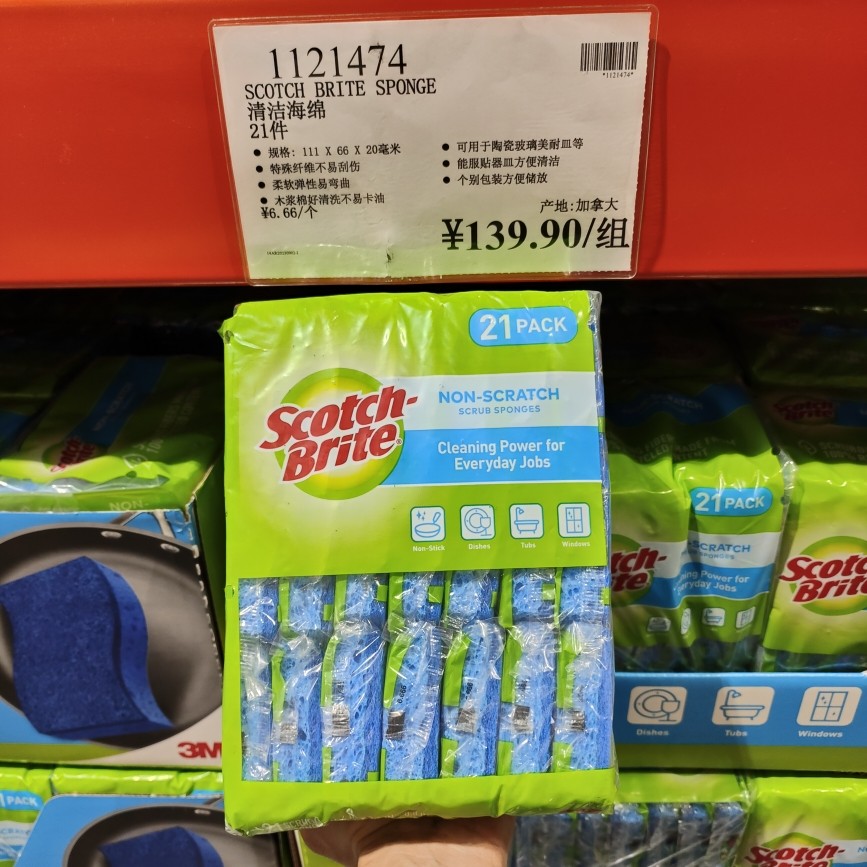 1121474
*1121474*
SCOTCH BRITE SPONGE
清洁海绵
21件
● 规格: 111 X 66 X 20毫米
● 特殊纤维不易刮伤
● 柔软弹性易弯曲
● 木浆棉好清洗不易卡油
● 可用于陶瓷玻璃美耐皿等
● 能服贴器皿方便清洁
● 个别包装方便储放
¥6.66/个
产地:加拿大
¥139.90/组
21 PACK
Scotch-
Brite®
NON-SCRATCH
SCRUB SPONGES
Cleaning Power for
Everyday Jobs
Non-Stick
Dishes
Tubs
Windows
21 PACK
Scotch-
Brite
3M
Dishes
Tubs
Windows
PACK